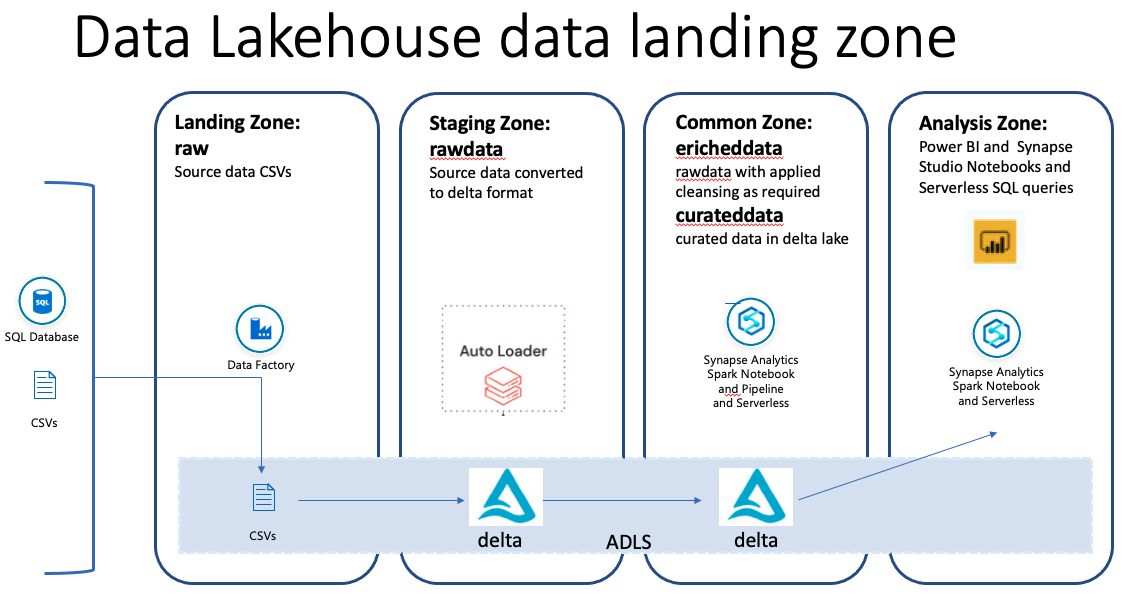 Data Lakehouse data landing zone
Landing Zone:
raw
Source data CSVs
Staging Zone:
rawdata
Source data converted
to delta format
Common Zone:
ericheddata
rawdata with applied
cleansing as required
curateddata
curated data in delta lake
Analysis Zone:
Power BI and Synapse
Studio Notebooks and
Serverless SQL queries
SQL
SQL Database
CSVs
Data Factory
Auto Loader
Synapse Analytics
Spark Notebook
and Pipeline
and Serverless
Synapse Analytics
Spark Notebook
and Serverless
CSVs
delta
ADLS
delta